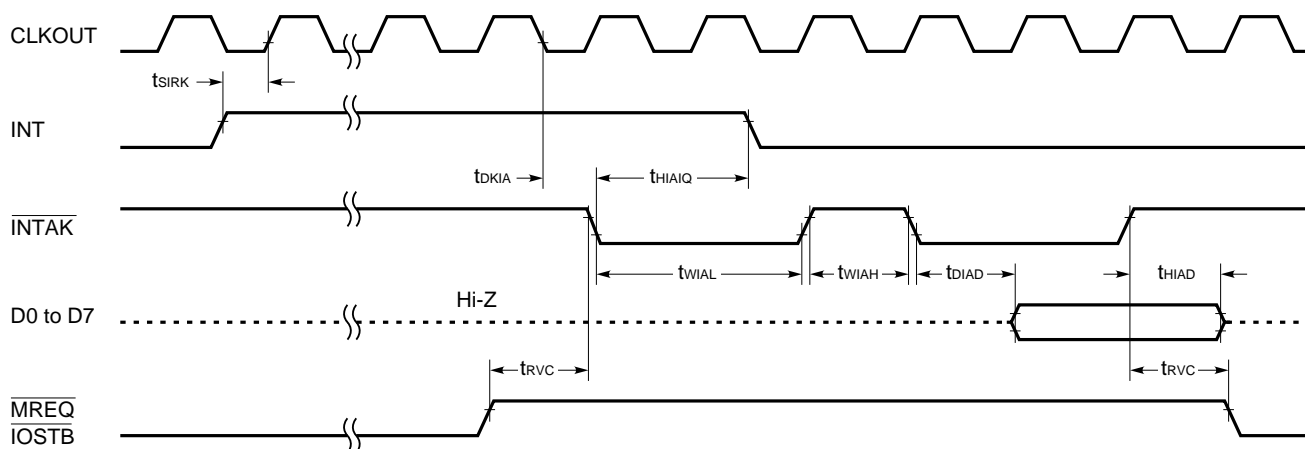 CLKOUT
tSIRK
INT
tDKIA
tHIAIQ
INTAK
tWIAL
tWIAH
tDIAD
tHIAD
Hi-Z
D0 to D7
tRVC
tRVC
MREQ
IOSTB